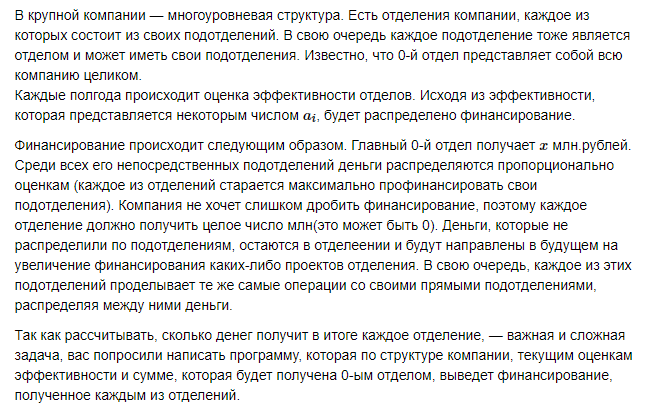 В крупной компании — многоуровневая структура. Есть отделения компании, каждое из
которых состоит из своих подотделений. В свою очередь каждое подотделение тоже является
отделом и может иметь свои подотделения. Известно, что 0-й отдел представляет собой всю
компанию целиком.
Каждые полгода происходит оценка эффективности отделов. Исходя из эффективности,
которая представляется некоторым числом aᵢ, будет распределено финансирование.
Финансирование происходит следующим образом. Главный 0-й отдел получает x млн.рублей.
Среди всех его непосредственных подотделений деньги распределяются пропорционально
оценкам (каждое из отделений старается максимально профинансировать свои
подотделения). Компания не хочет слишком дробить финансирование, поэтому каждое
отделение должно получить целое число млн(это может быть 0). Деньги, которые не
распределили по подотделениям, остаются в отделеении и будут направлены в будущем на
увеличение финансирования каких-либо проектов отделения. В свою очередь, каждое из этих
подотделений проделывает те же самые операции со своими прямыми подотделениями,
распределяя между ними деньги.
Так как рассчитывать, сколько денег получит в итоге каждое отделение, — важная и сложная
задача, вас попросили написать программу, которая по структуре компании, текущим оценкам
эффективности и сумме, которая будет получена 0-ым отделом, выведет финансирование,
полученное каждым из отделений.